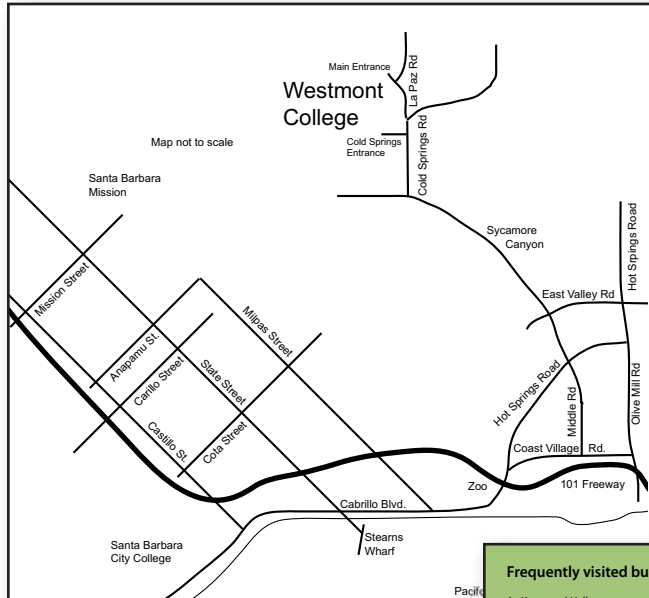 Main Entrance
La Paz Rd
Westmont
College
Map not to scale
Cold Springs
Entrance
Cold Springs Rd
Santa Barbara
Mission
Sycamore
Canyon
Hot Srpings Road
East Valley Rd
Mission Street
Anapamu St.
Milpas Street
Carillo Street
State Street
Hot Springs Road
Middle Rd
Olive Mill Rd
Castillo St.
Cota Street
Coast Village Rd.
Zoo
101 Freeway
Cabrillo Blvd.
Stearns
Wharf
Santa Barbara
City College
Frequently visited bu
Pacifc